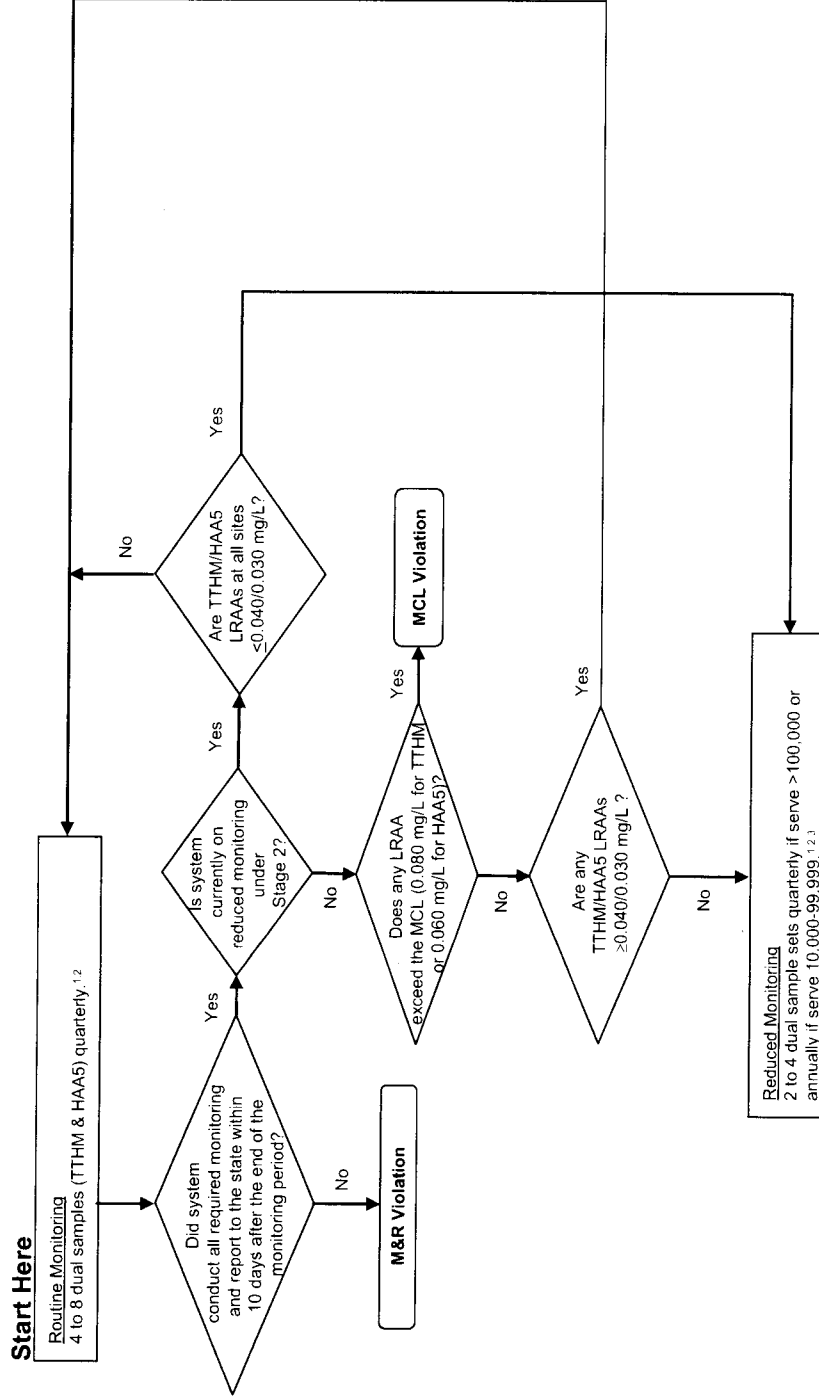 Start Here
Routine Monitoring
4 to 8 dual samples (TTHM & HAA5) quarterly.1,2
Did system
conduct all required monitoring
and report to the state within
10 days after the end of the
monitoring period?
No
M&R Violation
Yes
Is system
currently on
reduced monitoring
under
Stage 2?
Yes
Are TTHM/HAA5
LRAAs at all sites
≤0.040/0.030 mg/L?
No
Yes
No
Does any LRAA
exceed the MCL (0.080 mg/L for TTHM
or 0.060 mg/L for HAA5)?
Yes
MCL Violation
No
Are any
TTHM/HAA5 LRAAs
≥0.040/0.030 mg/L ?
Yes
No
Reduced Monitoring
2 to 4 dual sample sets quarterly if serve >100,000 or
annually if serve 10,000-99,999.1,2,3